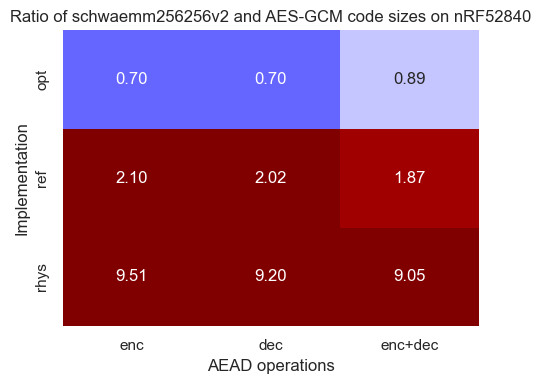 Ratio of schwaemm256256v2 and AES-GCM code sizes on nRF52840
Implementation
opt
0.70 0.70 0.89
ref
2.10 2.02 1.87
rhys
9.51 9.20 9.05
enc dec enc+dec
AEAD operations